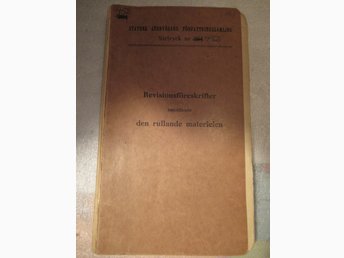 STATENS JÄRNVÄGARS FÖRFATTNINGSSAMLING
Särtryck nr
Revisionsföreskrifter
den rullande materielen